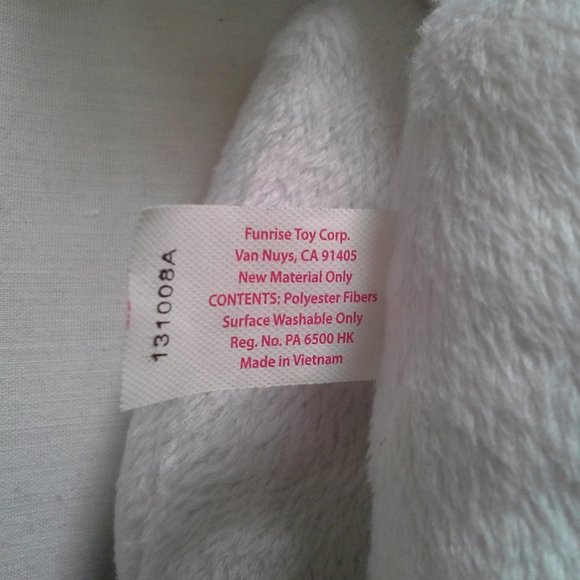 Funrise Toy Corp.
Van Nuys, CA 91405
New Material Only
CONTENTS: Polyester Fibers
Surface Washable Only
Reg. No. PA 6500 HK
Made in Vietnam
131008A